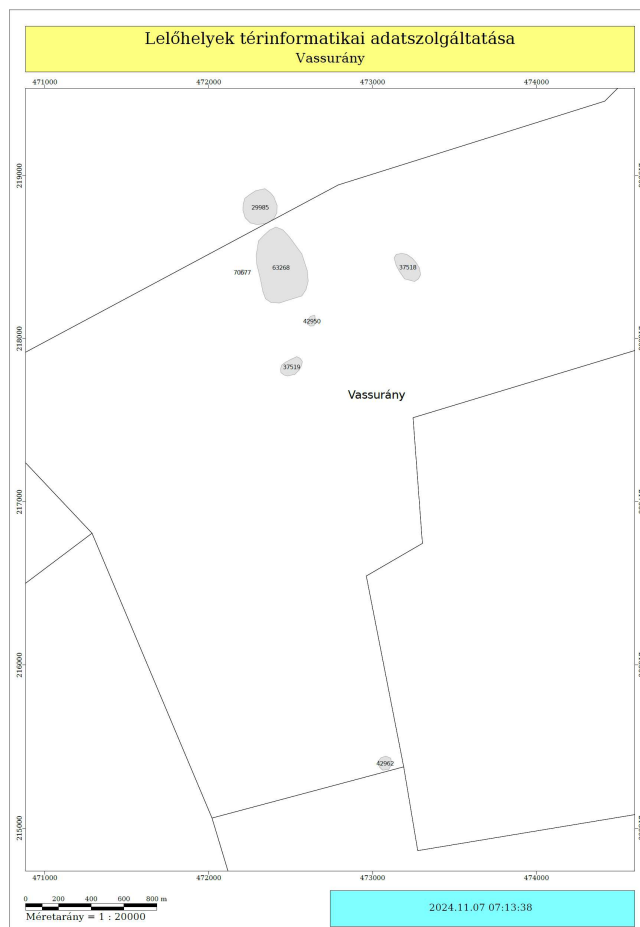 Lelőhelyek térinformatikai adatszolgáltatása
Vassurány
471000 472000 473000 474000
219000
29985
63268
37518
70677
42950
218000
37519
Vassurány
217000
216000
42962
215000
471000 472000 473000 474000
0 200 400 600 800 m
Méretarány = 1 : 20000
2024.11.07 07:13:38